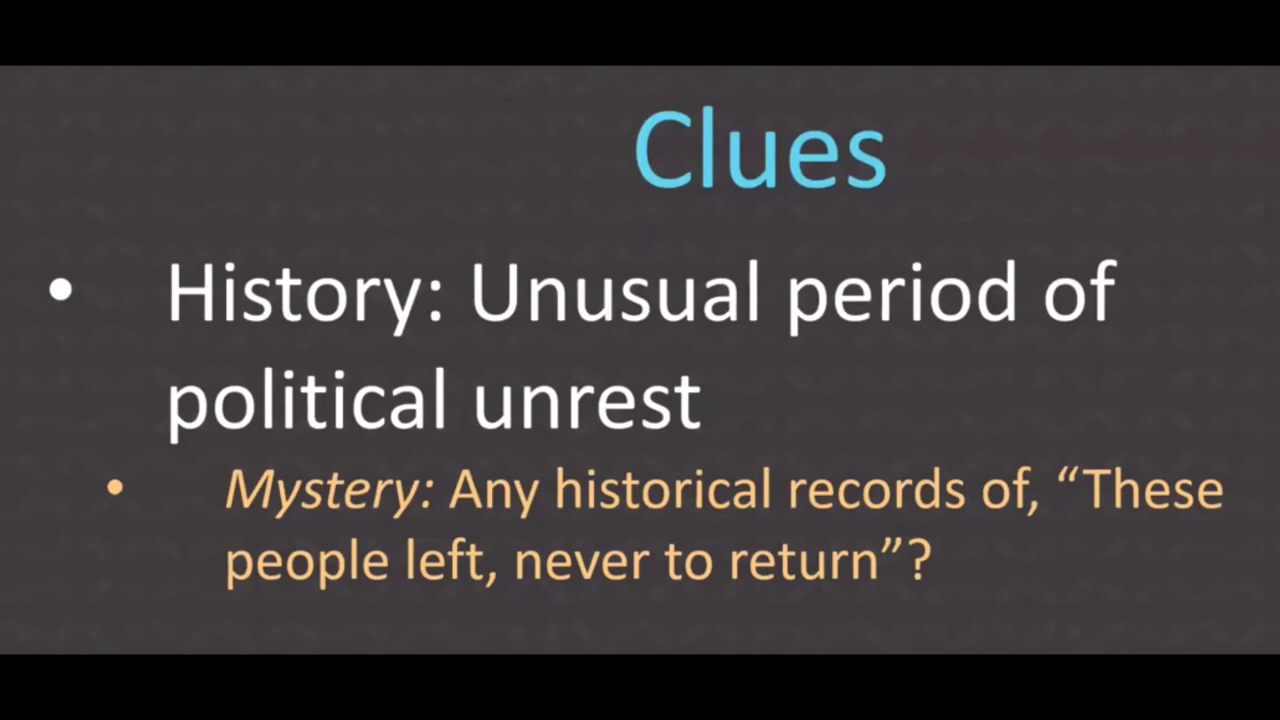 Clues
• History: Unusual period of
political unrest
• Mystery: Any historical records of, “These
people left, never to return”?